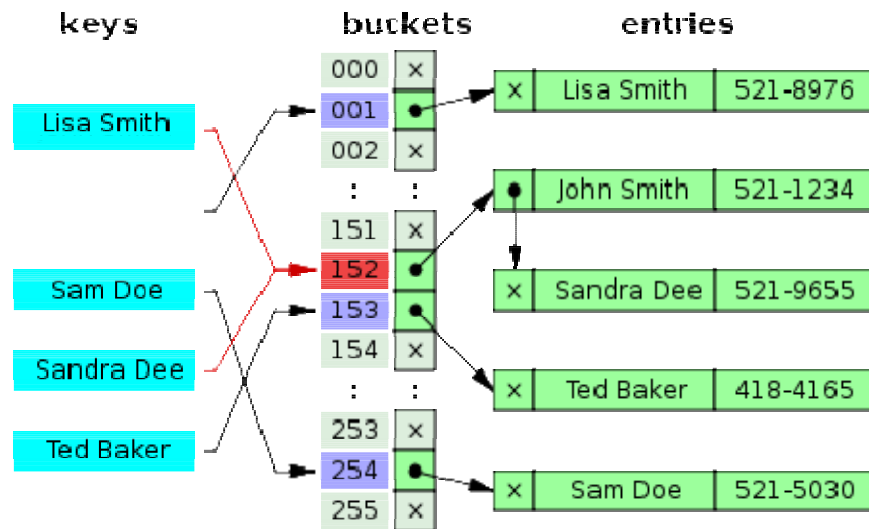 keys
buckets
entries
Lisa Smith
Sam Doe
Sandra Dee
Ted Baker
000 ×
001
002 ×
: :
151 ×
152
153
154 ×
: :
253 ×
254
255 ×
× Lisa Smith 521-8976
John Smith 521-1234
× Sandra Dee 521-9655
× Ted Baker 418-4165
× Sam Doe 521-5030